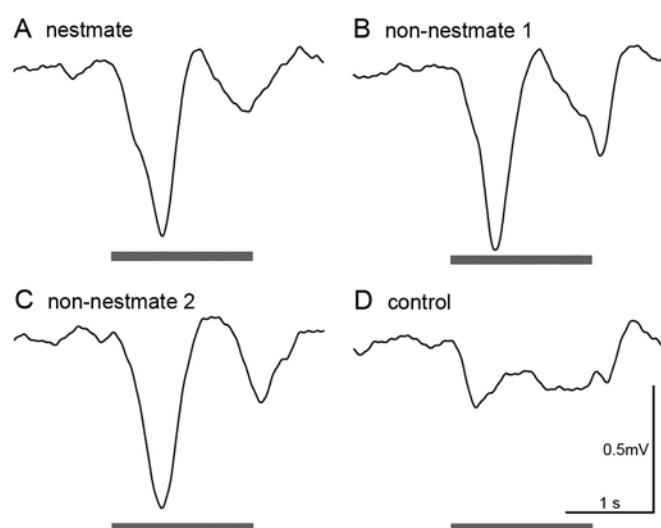 A nestmate
B non-nestmate 1
C non-nestmate 2
D control
0.5mV
1 s